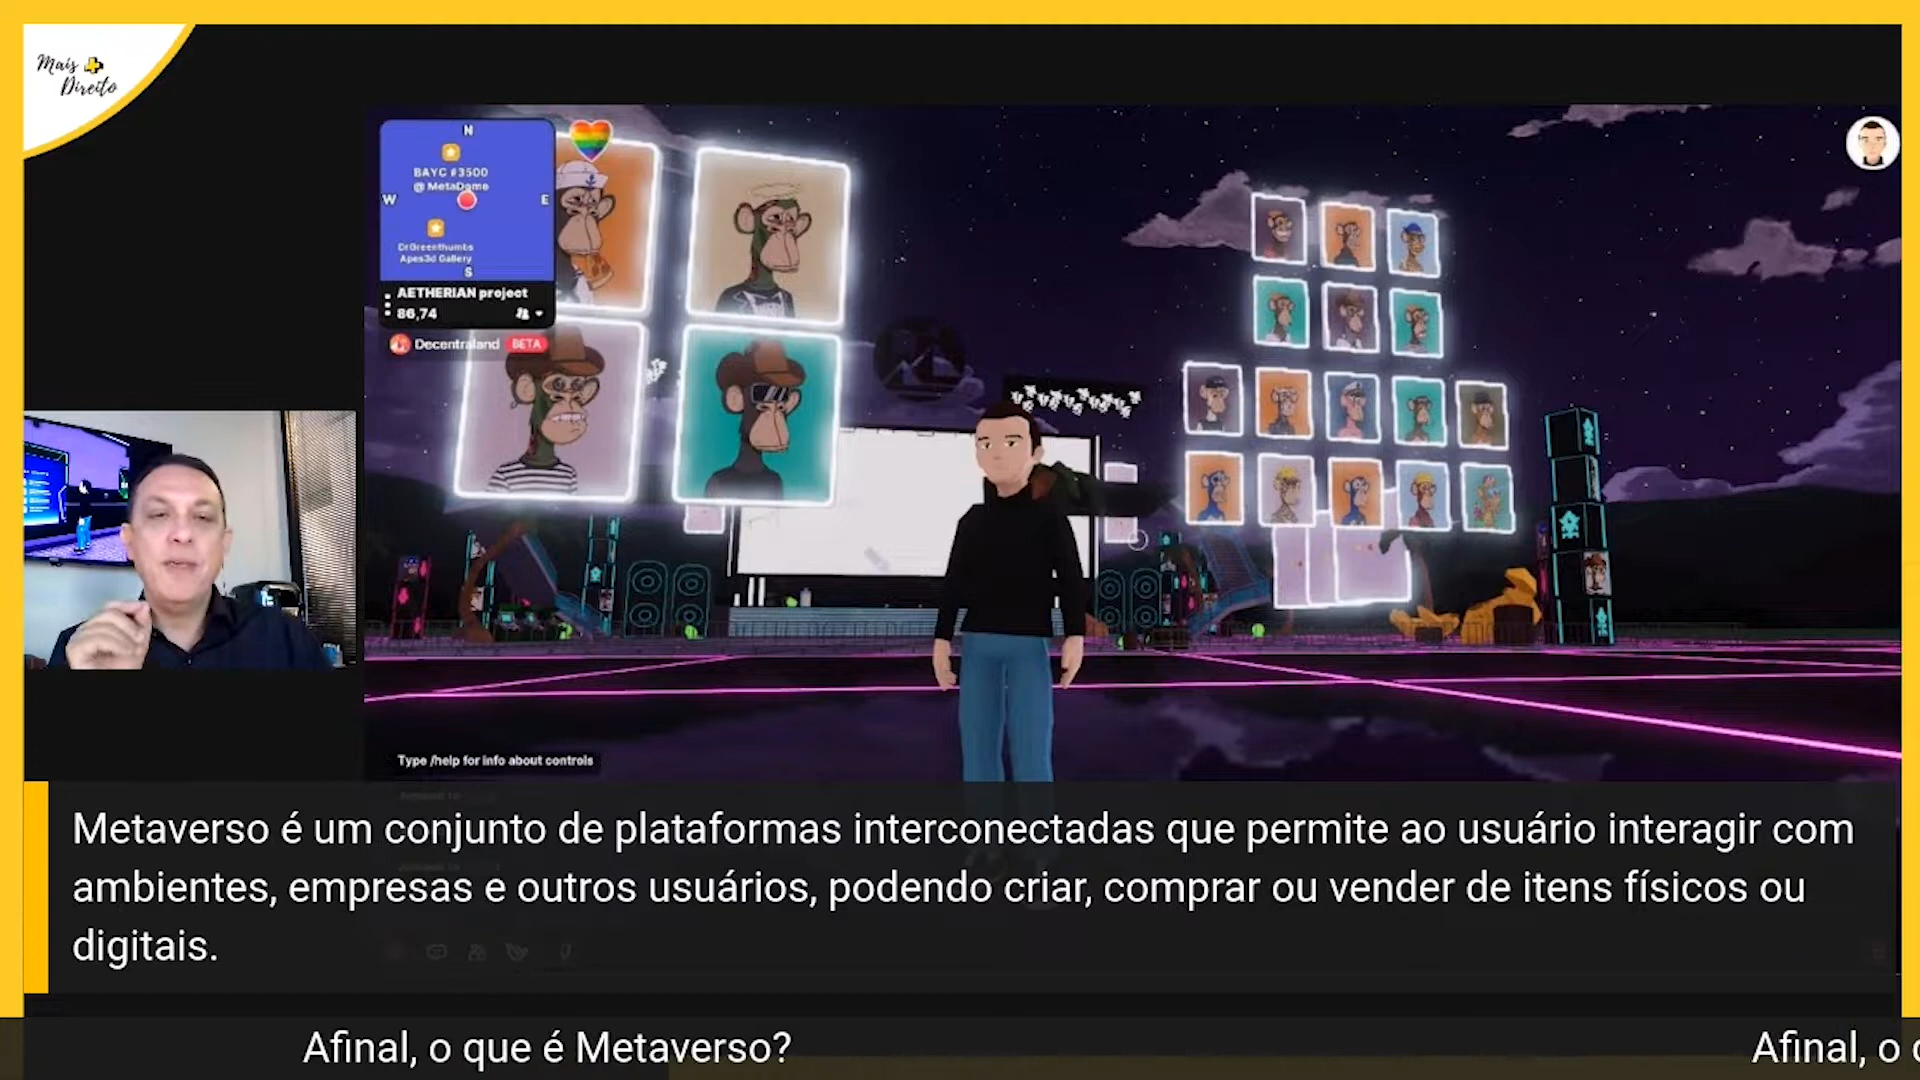 Mais
Direito
N
BAYC #3500
@ MetaDome
W
E
DrGreenthumbs
Apes3d Gallery
S
AETHERIAN project
86,74
Decentraland BETA
Type /help for info about controls
Metaverso é um conjunto de plataformas interconectadas que permite ao usuário interagir com
ambientes, empresas e outros usuários, podendo criar, comprar ou vender de itens físicos ou
digitais.
Afinal, o que é Metaverso?
Afinal, o